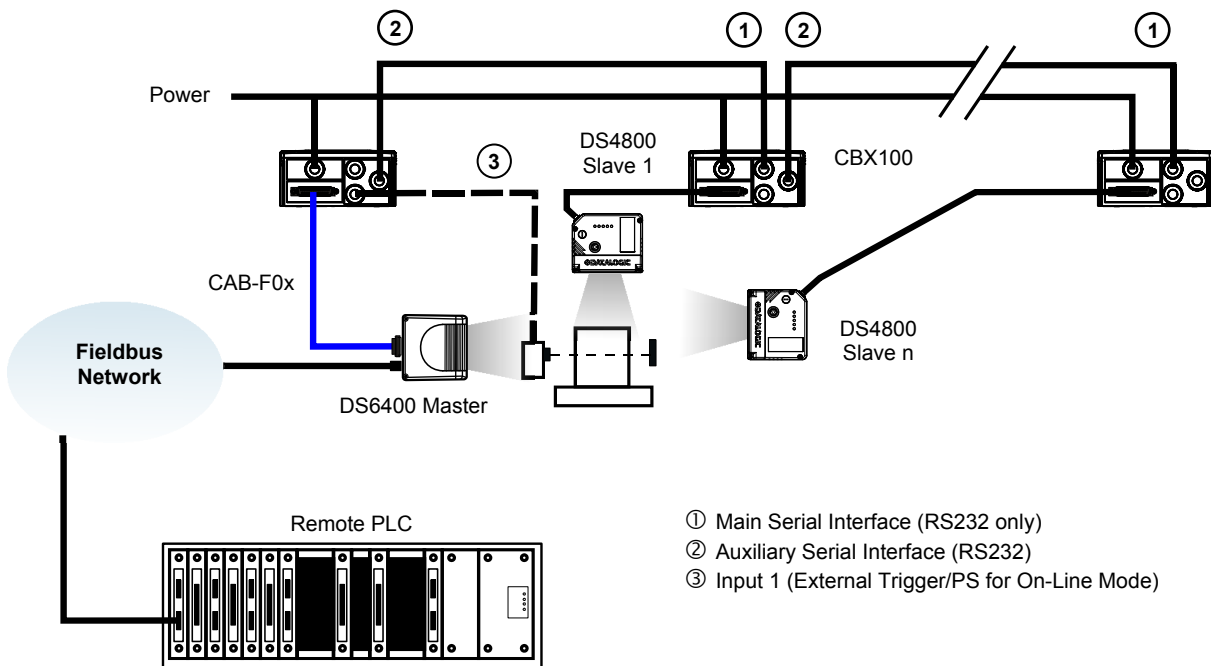 ② ① ② ①
Power
③
DS4800
Slave 1
CBX100
CAB-F0x
DATALOGIC
DATALOGIC
DS4800
Slave n
Fieldbus
Network
DS6400 Master
Remote PLC
① Main Serial Interface (RS232 only)
② Auxiliary Serial Interface (RS232)
③ Input 1 (External Trigger/PS for On-Line Mode)